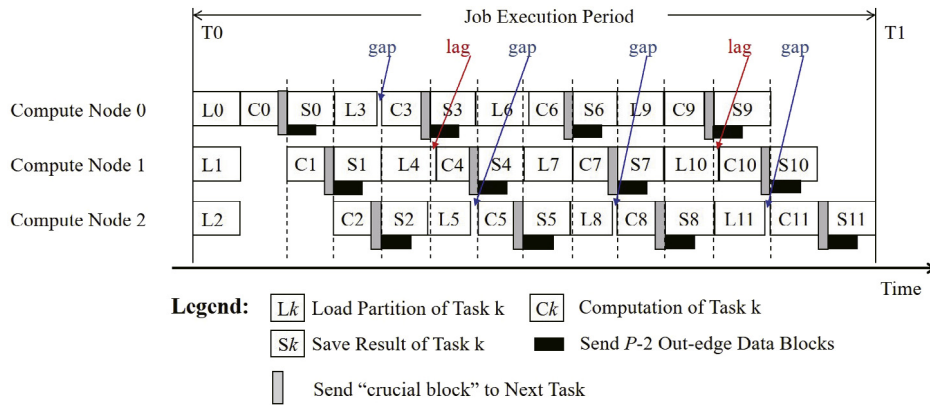 Job Execution Period
T0 T1
gap lag gap gap lag gap
Compute Node 0 L0 C0 S0 L3 C3 S3 L6 C6 S6 L9 C9 S9
Compute Node 1 L1 C1 S1 L4 C4 S4 L7 C7 S7 L10 C10 S10
Compute Node 2 L2 C2 S2 L5 C5 S5 L8 C8 S8 L11 C11 S11
Time
Legend: Lk Load Partition of Task k Ck Computation of Task k
Sk Save Result of Task k Send P-2 Out-edge Data Blocks
Send “crucial block” to Next Task